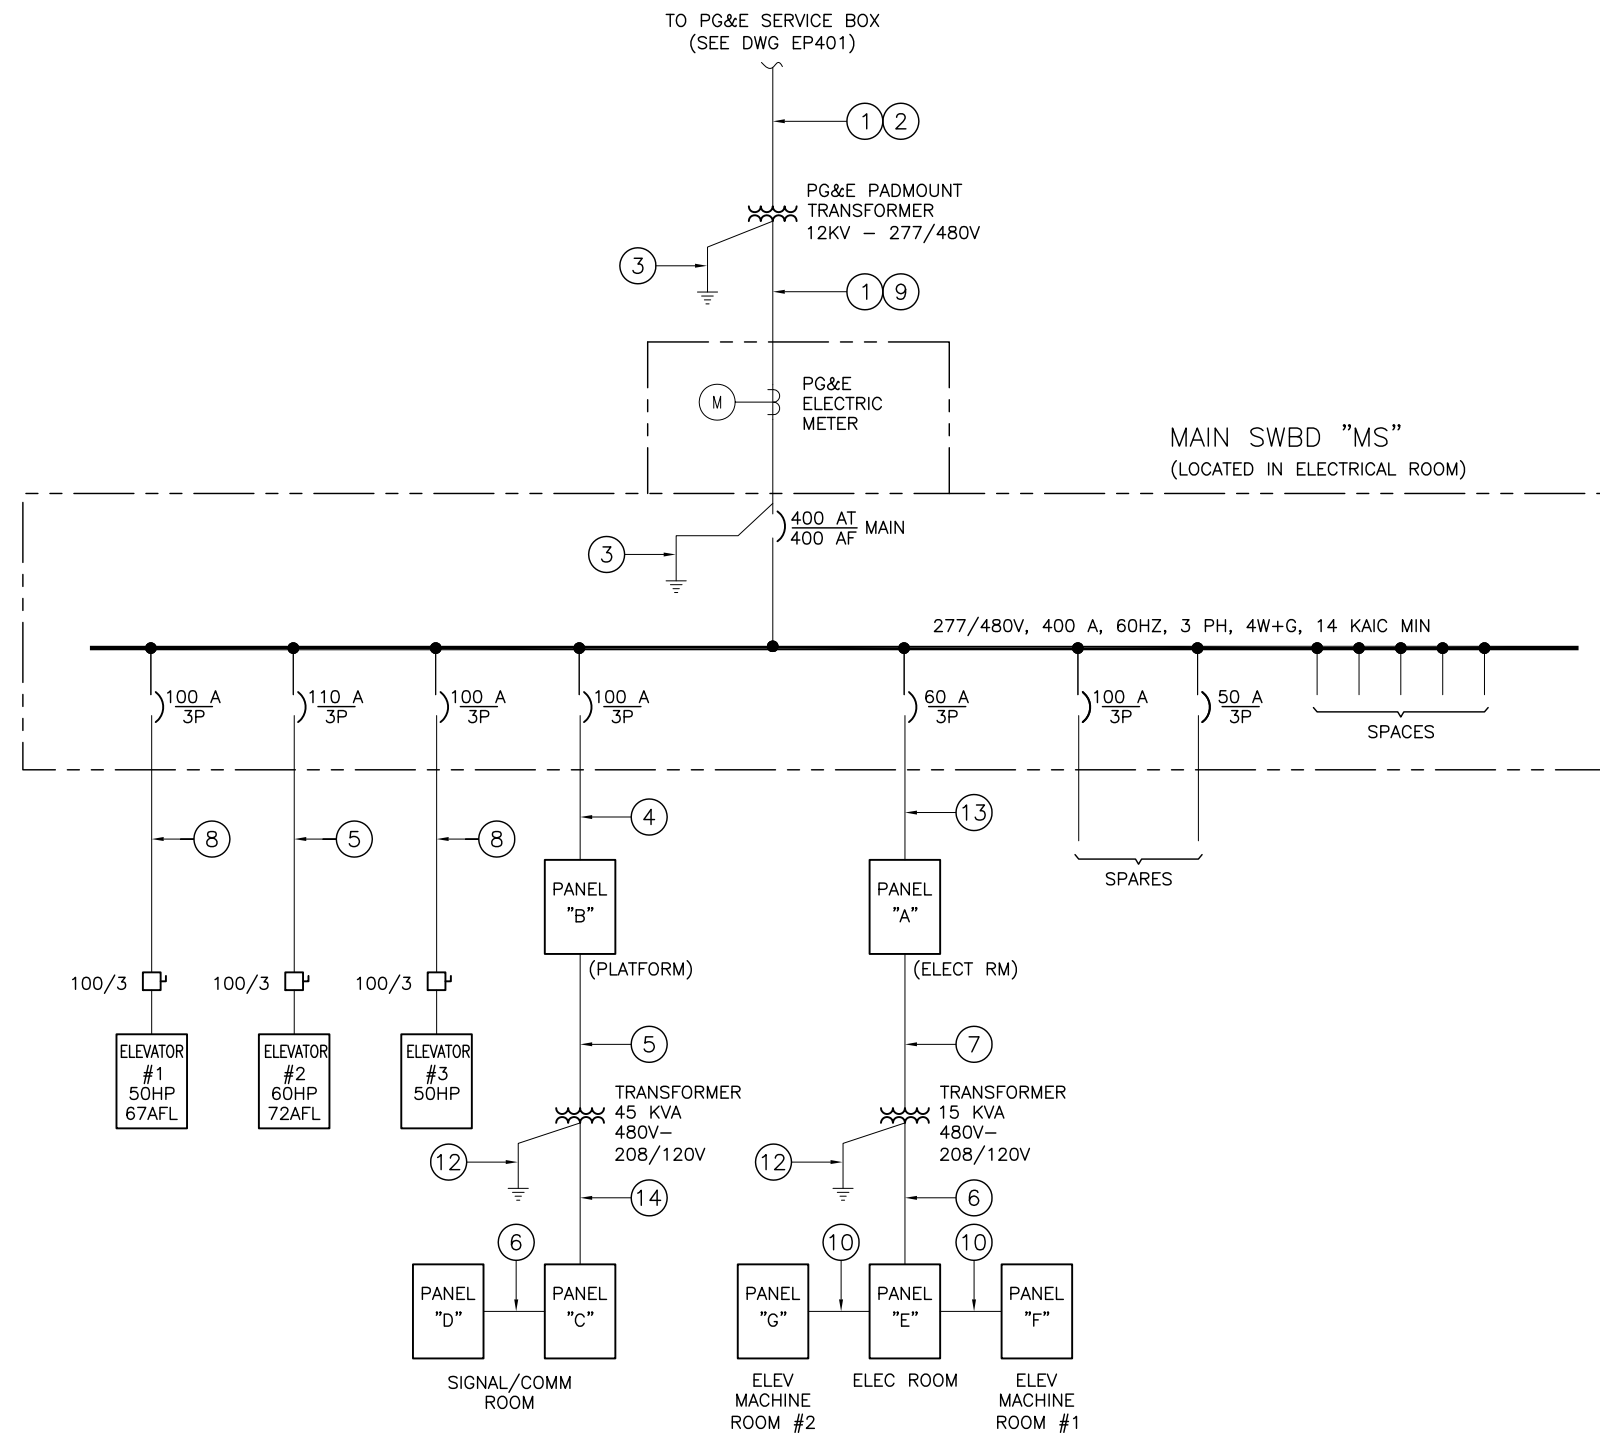 TO PG&E SERVICE BOX
(SEE DWG EP401)
1 2
PG&E PADMOUNT
TRANSFORMER
12KV - 277/480V
3
1 9
M
PG&E
ELECTRIC
METER
MAIN SWBD "MS"
(LOCATED IN ELECTRICAL ROOM)
400 AT
400 AF
MAIN
3
277/480V, 400 A, 60HZ, 3 PH, 4W+G, 14 KAIC MIN
100 A
3P
110 A
3P
100 A
3P
100 A
3P
60 A
3P
100 A
3P
50 A
3P
SPACES
8
5
8
4
13
SPARES
PANEL
"B"
(PLATFORM)
PANEL
"A"
(ELECT RM)
100/3
100/3
100/3
ELEVATOR
#1
50HP
67AFL
ELEVATOR
#2
60HP
72AFL
ELEVATOR
#3
50HP
5
7
TRANSFORMER
45 KVA
480V-
208/120V
TRANSFORMER
15 KVA
480V-
208/120V
12
14
12
6
6
10
10
PANEL
"D"
PANEL
"C"
PANEL
"G"
PANEL
"E"
PANEL
"F"
SIGNAL/COMM
ROOM
ELEV
MACHINE
ROOM #2
ELEC ROOM
ELEV
MACHINE
ROOM #1